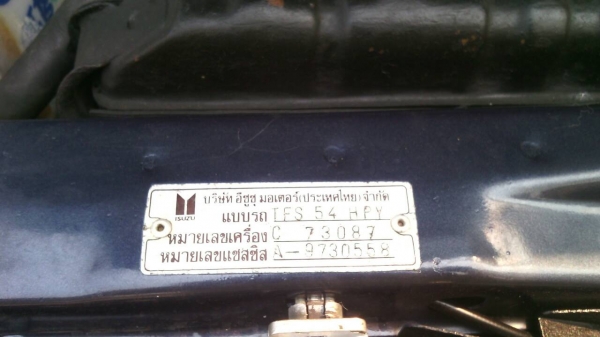 บริษัท อีซูซุ มอเตอร์(ประเทศไทย)จำกัด
ISUZU
แบบรถ TFS 54 HPY
หมายเลขเครื่อง C 73087
หมายเลขแชสซีส A-9730558